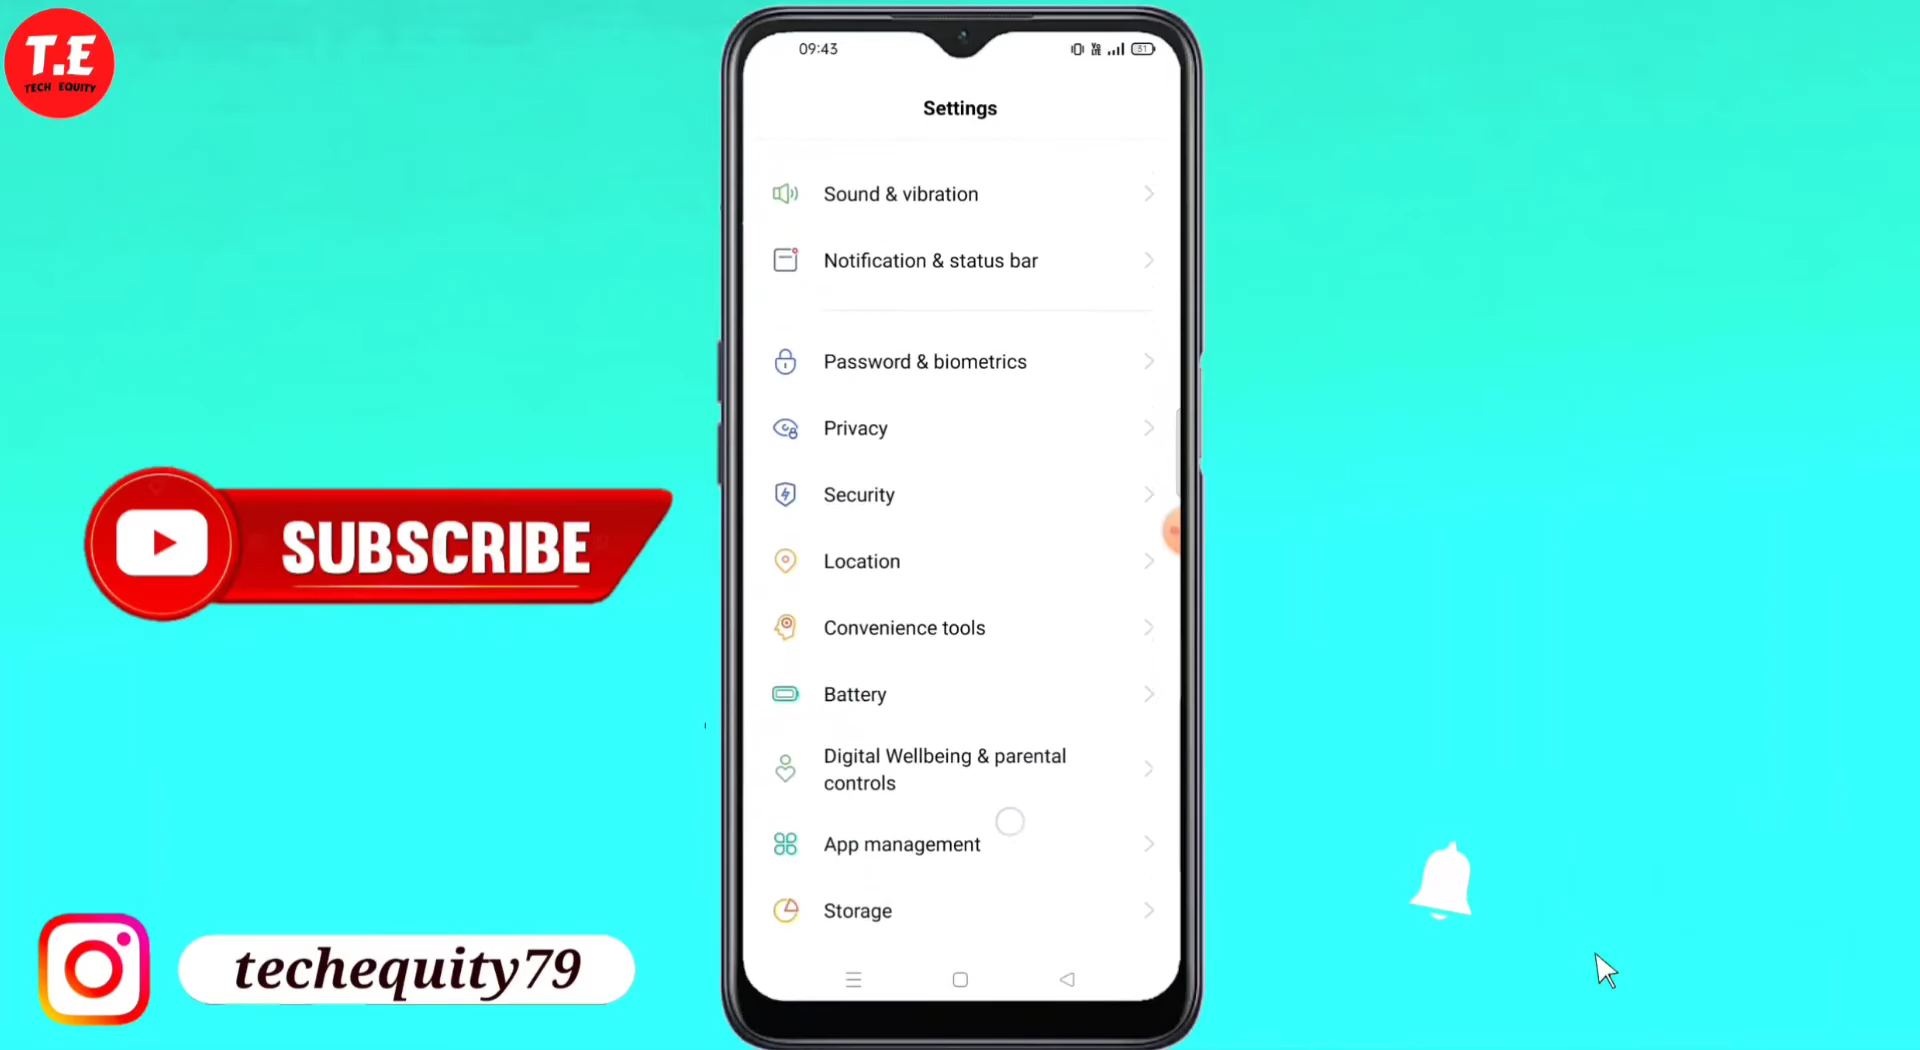 T.E
TECH EQUITY
09:43
31
Settings
Sound & vibration
Notification & status bar
Password & biometrics
Privacy
Security
Location
Convenience tools
Battery
Digital Wellbeing & parental
controls
App management
Storage
SUBSCRIBE
techequity79